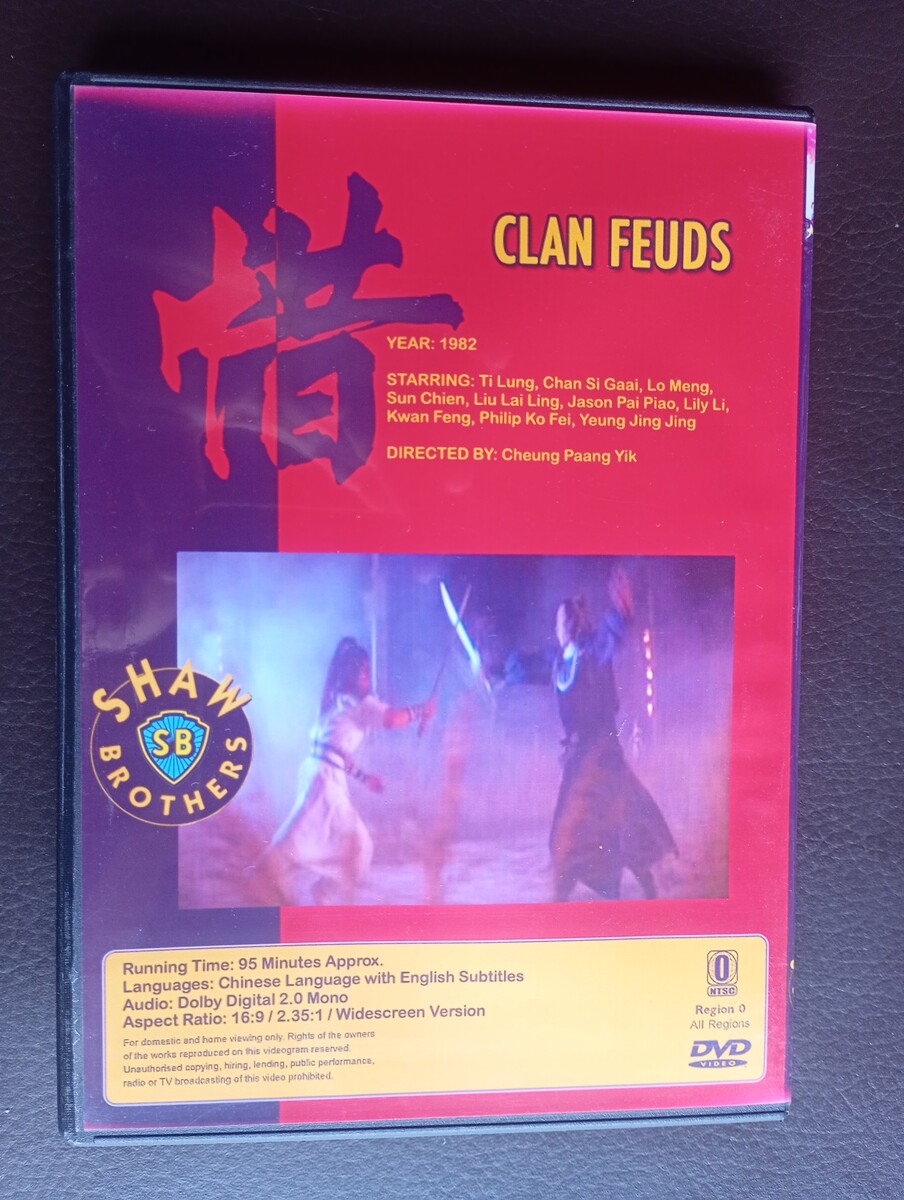 惜
CLAN FEUDS
YEAR: 1982
STARRING: Ti Lung, Chan Si Gaai, Lo Meng,
Sun Chien, Liu Lai Ling, Jason Pai Piao, Lily Li,
Kwan Feng, Philip Ko Fei, Yeung Jing Jing
DIRECTED BY: Cheung Paang Yik
SHAW
SB
BROTHERS
Running Time: 95 Minutes Approx.
Languages: Chinese Language with English Subtitles
Audio: Dolby Digital 2.0 Mono
Aspect Ratio: 16:9 / 2.35:1 / Widescreen Version
For domestic and home viewing only. Rights of the owners
of the works reproduced on this videogram reserved.
Unauthorised copying, hiring, lending, public performance,
radio or TV broadcasting of this video prohibited.
0
NTSC
Region 0
All Regions
DVD
VIDEO